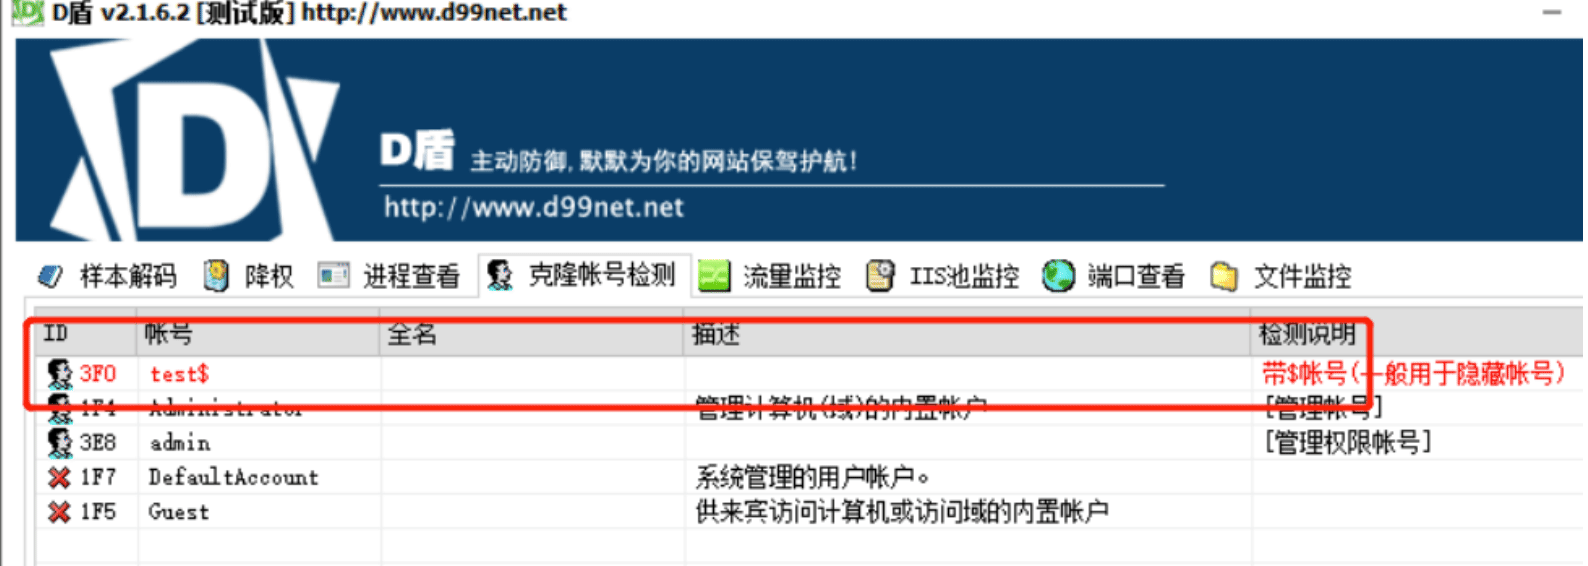 D盾 v2.1.6.2 [测试版] http://www.d99net.net
D盾 主动防御,默默为你的网站保驾护航!
http://www.d99net.net
样本解码 降权 进程查看 克隆帐号检测 流量监控 IIS池监控 端口查看 文件监控
ID 帐号 全名 描述 检测说明
3F0 test$ 带$帐号(一般用于隐藏帐号)
1F4 Administrator 管理计算机(域)的内置帐户 [管理帐号]
3E8 admin [管理权限帐号]
1F7 DefaultAccount 系统管理的用户帐户。
1F5 Guest 供来宾访问计算机或访问域的内置帐户